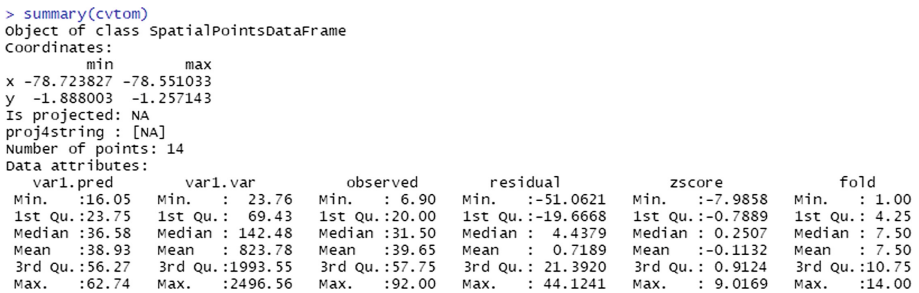 > summary(cvtom)
Object of class SpatialPointsDataFrame
Coordinates:
        min        max
x -78.723827 -78.551033
y  -1.888003  -1.257143
Is projected: NA
proj4string : [NA]
Number of points: 14
Data attributes:
   var1.pred        var1.var          observed         residual            zscore             fold
 Min.   :16.05   Min.   :  23.76   Min.   : 6.90   Min.   :-51.0621   Min.   :-7.9858   Min.   : 1.00
 1st Qu.:23.75   1st Qu.:  69.43   1st Qu.:20.00   1st Qu.:-19.6668   1st Qu.:-0.7889   1st Qu.: 4.25
 Median :36.58   Median : 142.48   Median :31.50   Median :  4.4379   Median : 0.2507   Median : 7.50
 Mean   :38.93   Mean   : 823.78   Mean   :39.65   Mean   :  0.7189   Mean   :-0.1132   Mean   : 7.50
 3rd Qu.:56.27   3rd Qu.:1993.55   3rd Qu.:57.75   3rd Qu.: 21.3920   3rd Qu.: 0.9124   3rd Qu.:10.75
 Max.   :62.74   Max.   :2496.56   Max.   :92.00   Max.   : 44.1241   Max.   : 9.0169   Max.   :14.00